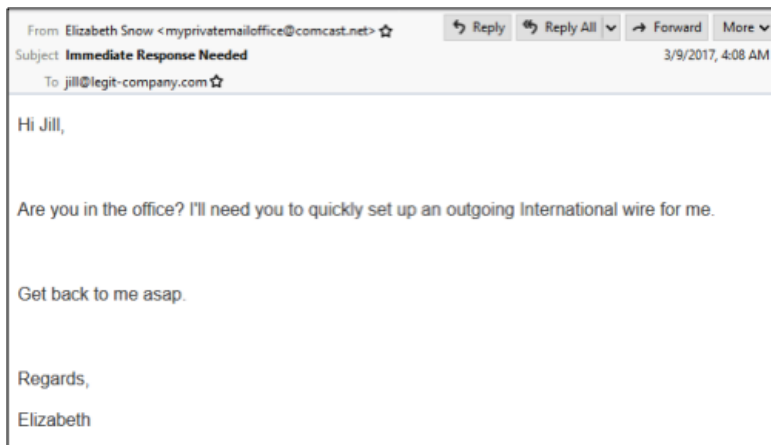 From Elizabeth Snow <myprivatemailoffice@comcast.net> Reply Reply All Forward More
Subject Immediate Response Needed 3/9/2017, 4:08 AM
To jill@legit-company.com
Hi Jill,
Are you in the office? I'll need you to quickly set up an outgoing International wire for me.
Get back to me asap.
Regards,
Elizabeth